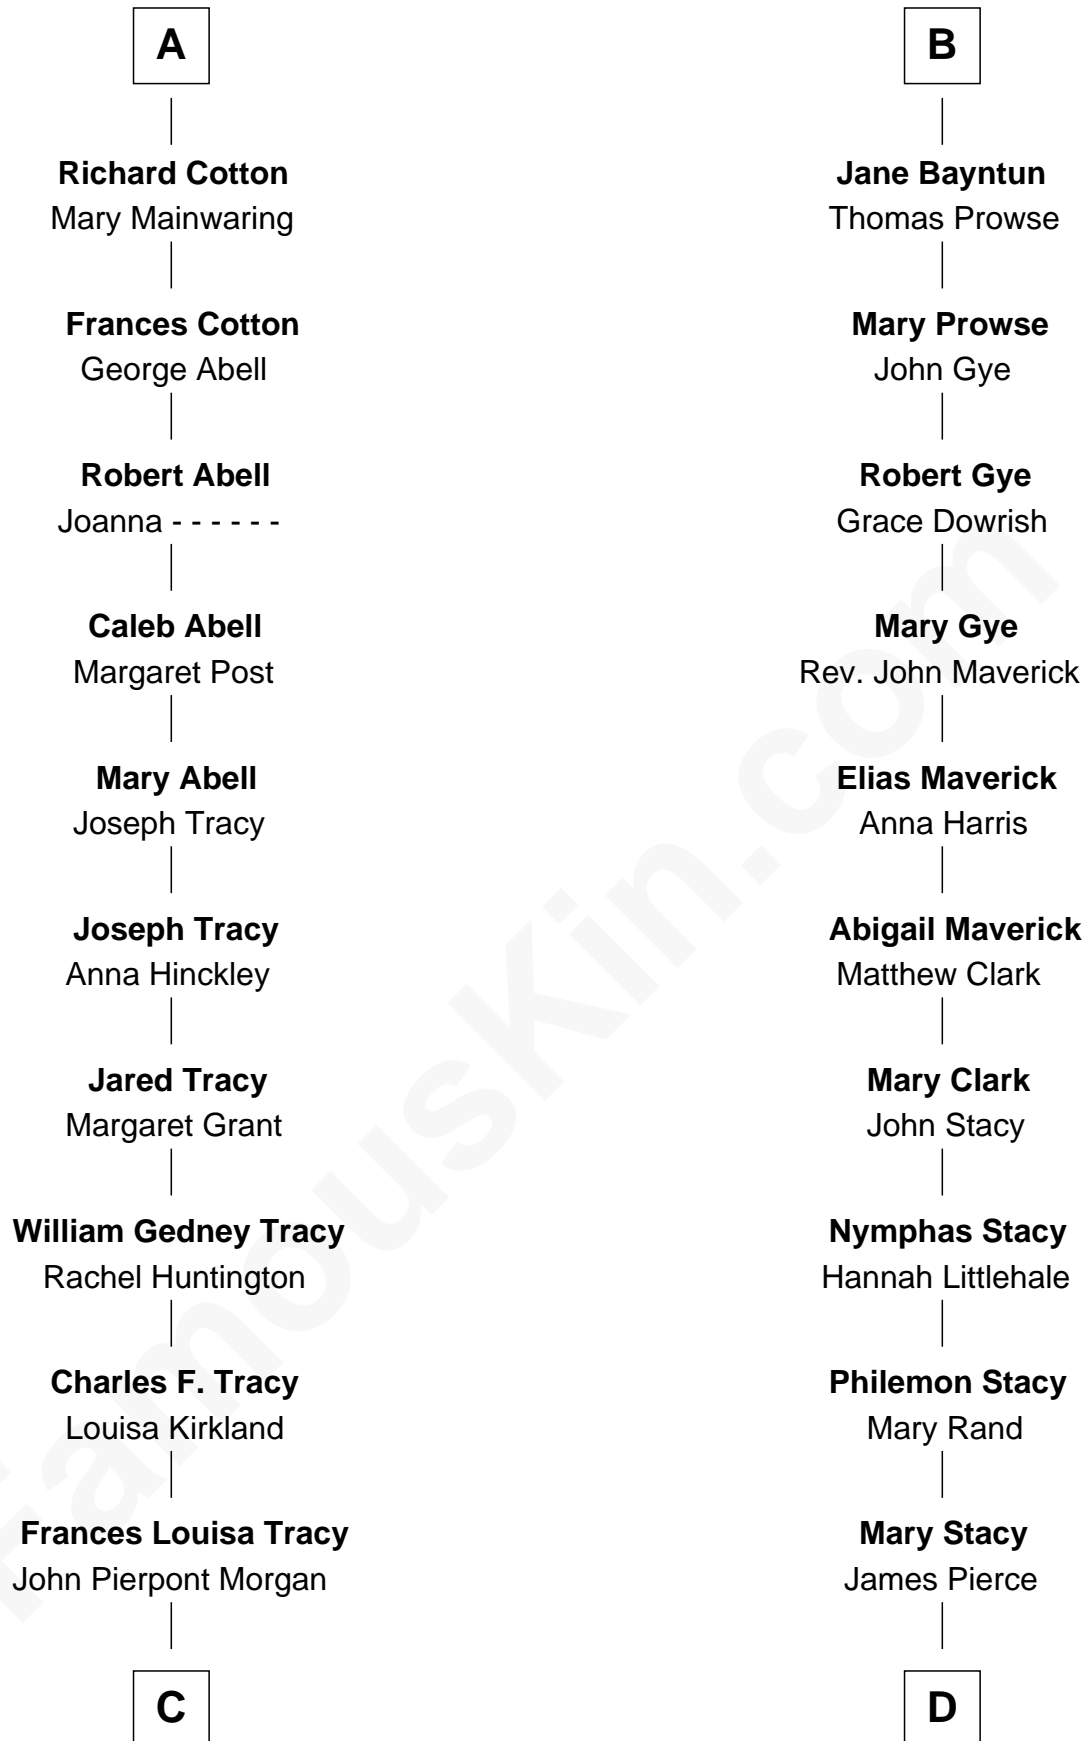 A
Richard Cotton
Mary Mainwaring
Frances Cotton
George Abell
Robert Abell
Joanna - - - - - -
Caleb Abell
Margaret Post
Mary Abell
Joseph Tracy
Joseph Tracy
Anna Hinckley
Jared Tracy
Margaret Grant
William Gedney Tracy
Rachel Huntington
Charles F. Tracy
Louisa Kirkland
Frances Louisa Tracy
John Pierpont Morgan
C
B
Jane Bayntun
Thomas Prowse
Mary Prowse
John Gye
Robert Gye
Grace Dowrish
Mary Gye
Rev. John Maverick
Elias Maverick
Anna Harris
Abigail Maverick
Matthew Clark
Mary Clark
John Stacy
Nymphas Stacy
Hannah Littlehale
Philemon Stacy
Mary Rand
Mary Stacy
James Pierce
D
FamousKin.com